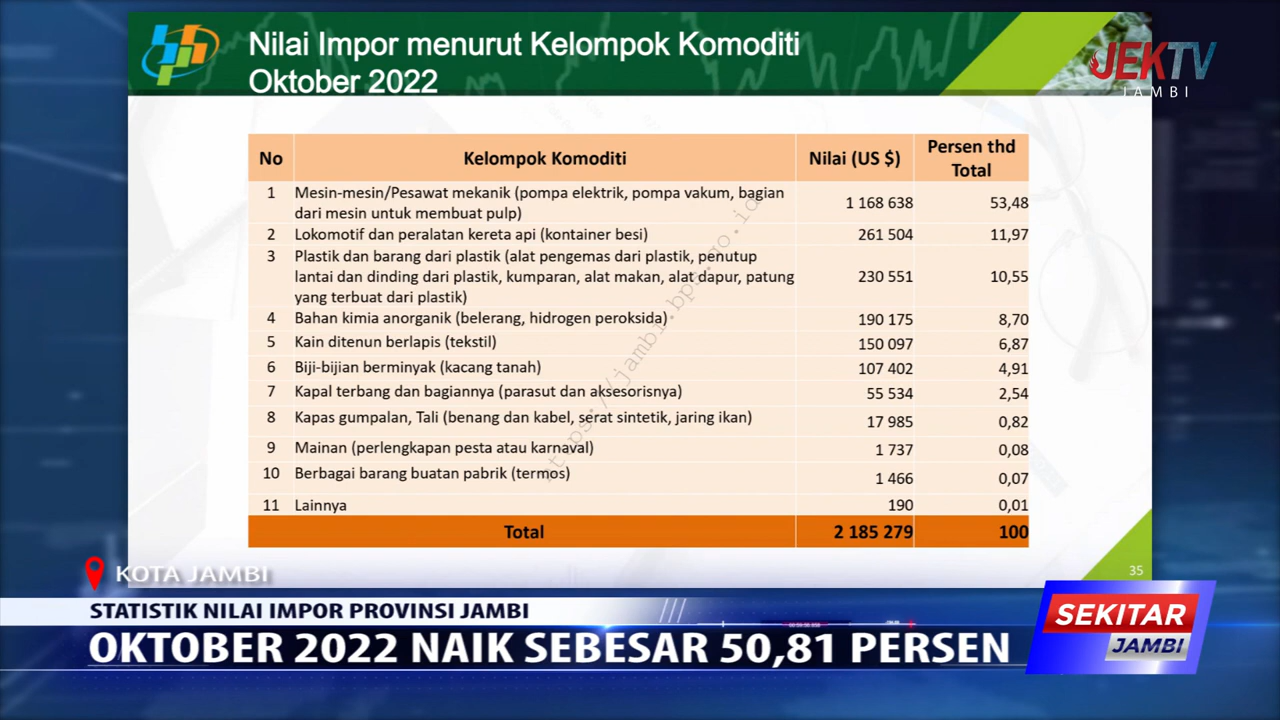 Nilai Impor menurut Kelompok Komoditi
Oktober 2022
JEKTV
JAMBI
No Kelompok Komoditi Nilai (US $) Persen thd Total
1 Mesin-mesin/Pesawat mekanik (pompa elektrik, pompa vakum, bagian
dari mesin untuk membuat pulp) 1 168 638 53,48
2 Lokomotif dan peralatan kereta api (kontainer besi) 261 504 11,97
3 Plastik dan barang dari plastik (alat pengemas dari plastik, penutup
lantai dan dinding dari plastik, kumparan, alat makan, alat dapur, patung
yang terbuat dari plastik) 230 551 10,55
4 Bahan kimia anorganik (belerang, hidrogen peroksida) 190 175 8,70
5 Kain ditenun berlapis (tekstil) 150 097 6,87
6 Biji-bijian berminyak (kacang tanah) 107 402 4,91
7 Kapal terbang dan bagiannya (parasut dan aksesorisnya) 55 534 2,54
8 Kapas gumpalan, Tali (benang dan kabel, serat sintetik, jaring ikan) 17 985 0,82
9 Mainan (perlengkapan pesta atau karnaval) 1 737 0,08
10 Berbagai barang buatan pabrik (termos) 1 466 0,07
11 Lainnya 190 0,01
Total 2 185 279 100
https://jambi.bps.go.id
35
KOTA JAMBI
STATISTIK NILAI IMPOR PROVINSI JAMBI
OKTOBER 2022 NAIK SEBESAR 50,81 PERSEN
SEKITAR
JAMBI